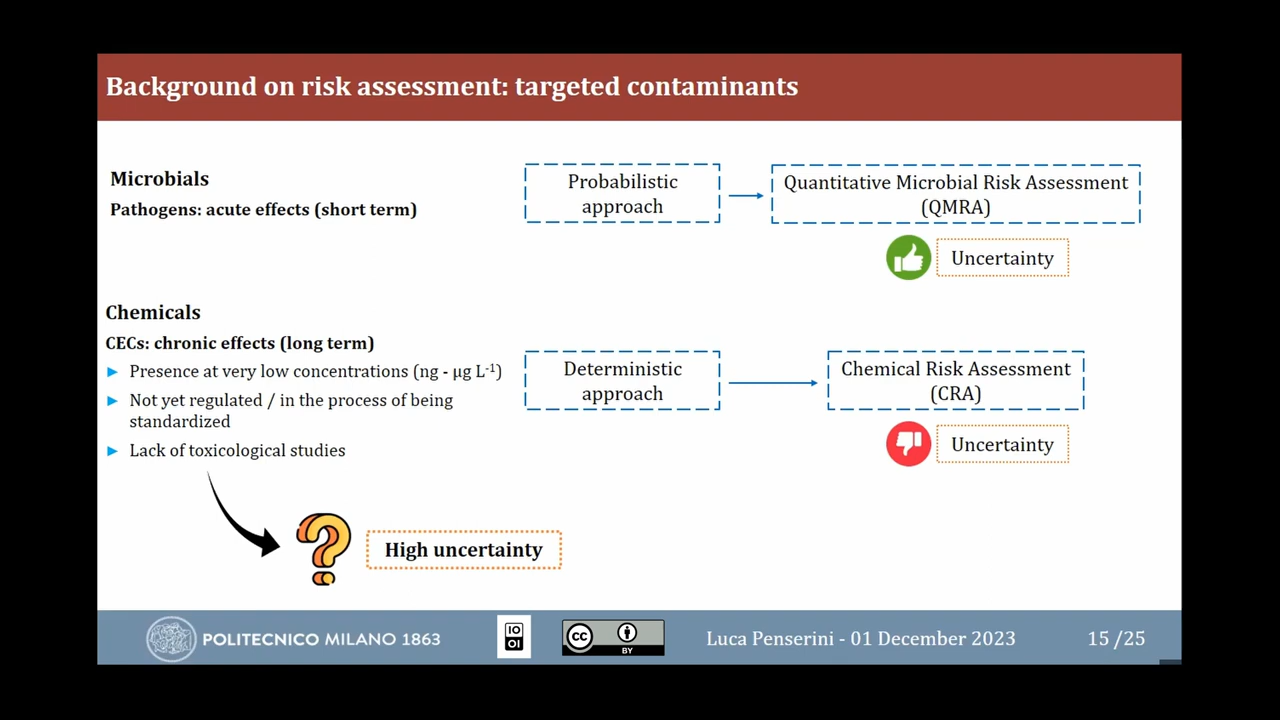 Background on risk assessment: targeted contaminants
Microbials
Pathogens: acute effects (short term)
Probabilistic
approach
Quantitative Microbial Risk Assessment
(QMRA)
Uncertainty
Chemicals
CECs: chronic effects (long term)
Presence at very low concentrations (ng - μg L⁻¹)
Not yet regulated / in the process of being
standardized
Lack of toxicological studies
Deterministic
approach
Chemical Risk Assessment
(CRA)
Uncertainty
High uncertainty
POLITECNICO MILANO 1863
IO
OI
CC
BY
Luca Penserini - 01 December 2023
15 /25